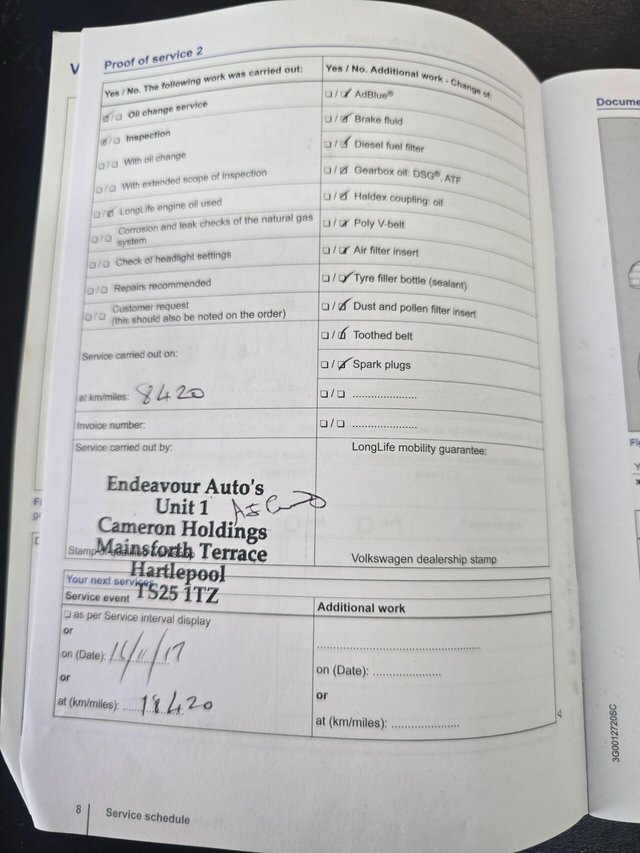 Proof of service 2
Yes / No. The following work was carried out:
☑/☐ Oil change service
☑/☐ Inspection
☐/☐ With oil change
☐/☐ With extended scope of inspection
☐/☑ LongLife engine oil used
☐/☐ Corrosion and leak checks of the natural gas
system
☐/☐ Check of headlight settings
☐/☐ Repairs recommended
☐/☐ Customer request
(this should also be noted on the order)
Service carried out on:
at km/miles: 8420
Invoice number:
Service carried out by:
Endeavour Auto's
Unit 1
Cameron Holdings
Mainsforth Terrace
Hartlepool
TS25 1TZ
Yes / No. Additional work - Change of:
☐/☑ AdBlue®
☐/☑ Brake fluid
☐/☑ Diesel fuel filter
☐/☑ Gearbox oil: DSG®, ATF
☐/☑ Haldex coupling: oil
☐/☑ Poly V-belt
☐/☑ Air filter insert
☐/☑ Tyre filler bottle (sealant)
☐/☑ Dust and pollen filter insert
☐/☑ Toothed belt
☐/☑ Spark plugs
☐/☐ ......................
☐/☐ ......................
LongLife mobility guarantee:
Volkswagen dealership stamp
Your next services
Service event
☐ as per Service interval display
or
on (Date): 16/11/17
or
at (km/miles): 18420
Additional work
on (Date): ......................
or
at (km/miles): ......................
8
Service schedule
Docume
3G0012720SC